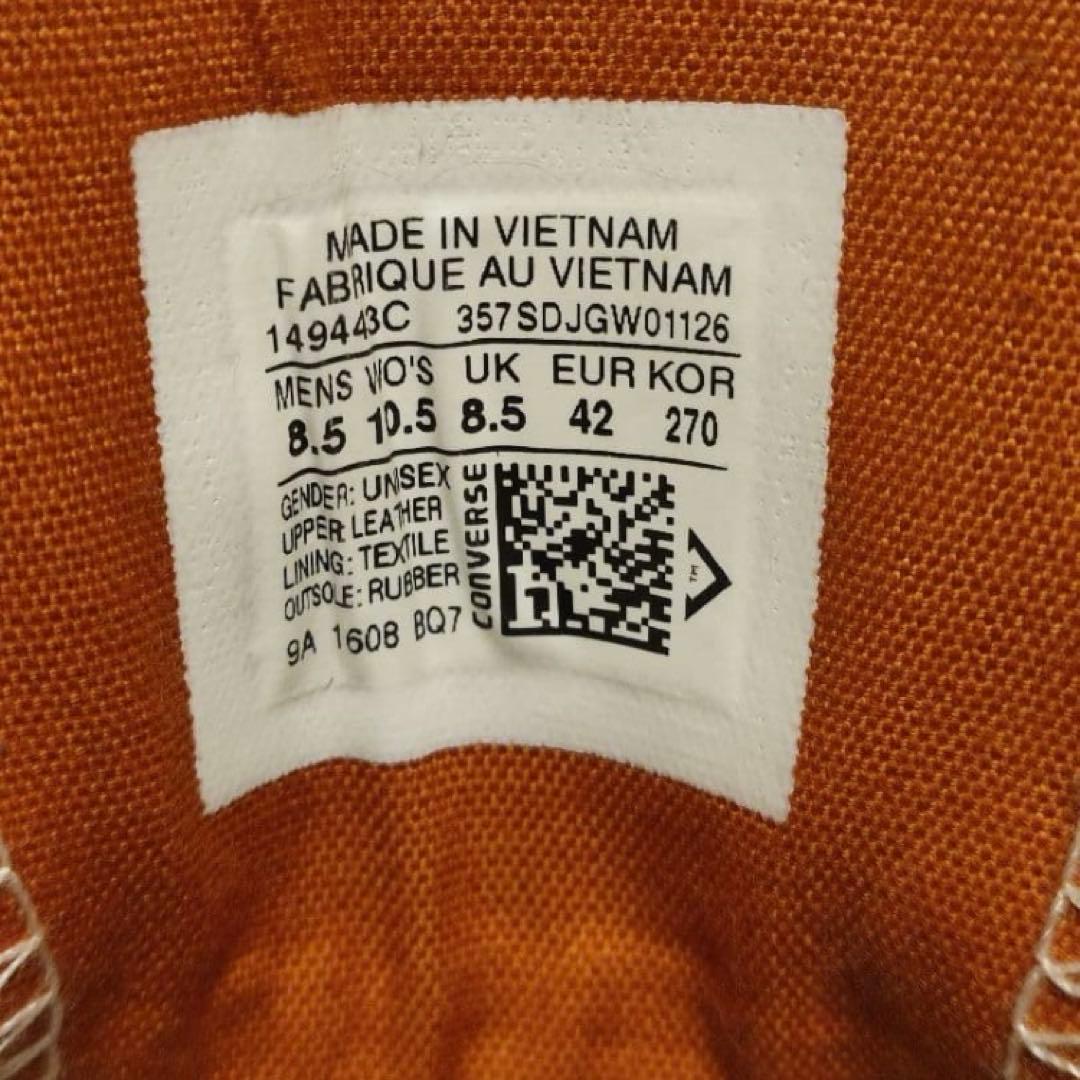 MADE IN VIETNAM
FABRIQUE AU VIETNAM
149443C 357SDJGW01126
MENS WO'S UK EUR KOR
8.5 10.5 8.5 42 270
GENDER: UNISEX
UPPER: LEATHER
LINING: TEXTILE
OUTSOLE: RUBBER
9A 1608 BQ7
CONVERSE
TM